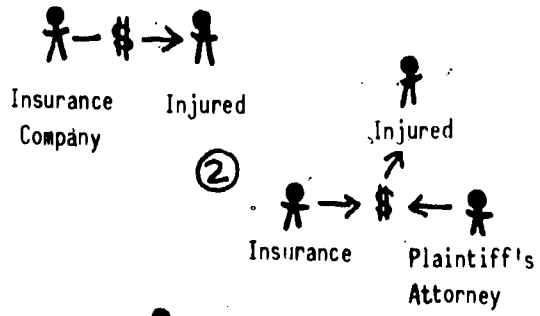 $
Insurance Injured
Company
Injured
②
$
Insurance Plaintiff's
Attorney